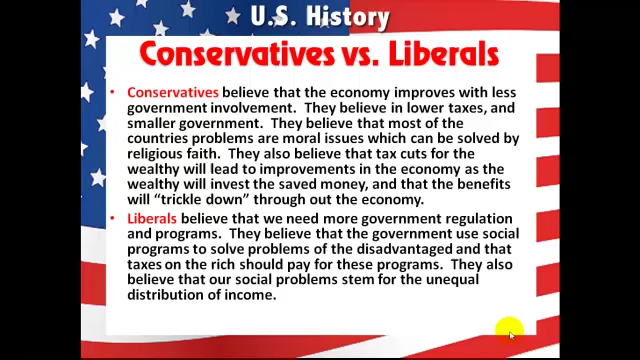 U.S. History
Conservatives vs. Liberals
• Conservatives believe that the economy improves with less
government involvement. They believe in lower taxes, and
smaller government. They believe that most of the
countries problems are moral issues which can be solved by
religious faith. They also believe that tax cuts for the
wealthy will lead to improvements in the economy as the
wealthy will invest the saved money, and that the benefits
will “trickle down” through out the economy.
• Liberals believe that we need more government regulation
and programs. They believe that the government use social
programs to solve problems of the disadvantaged and that
taxes on the rich should pay for these programs. They also
believe that our social problems stem for the unequal
distribution of income.